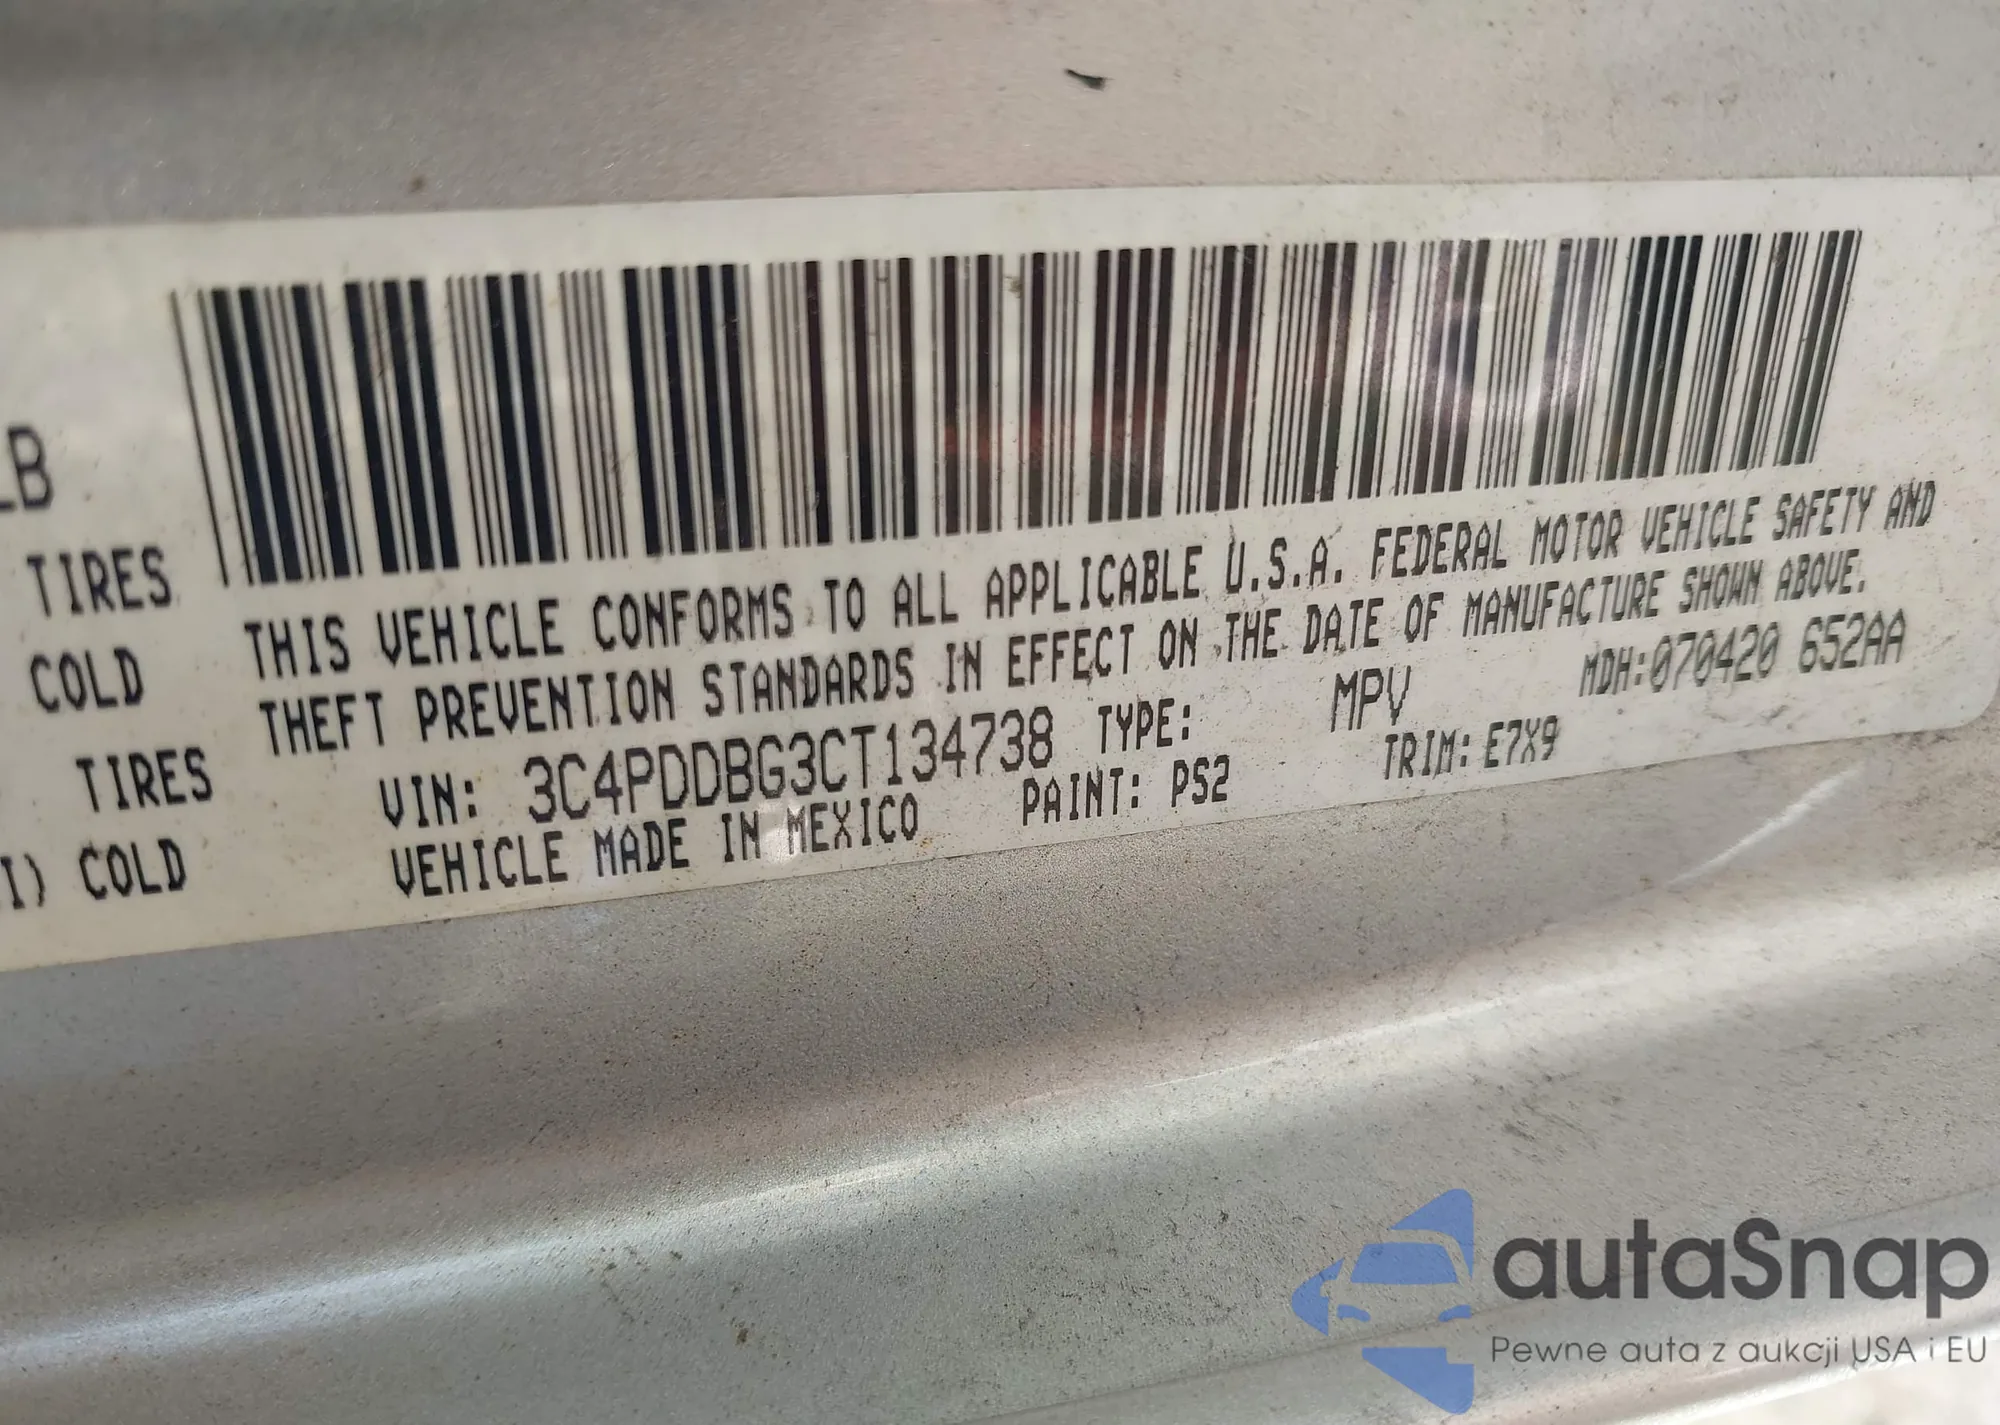 LB
TIRES
COLD
TIRES
I) COLD
THIS VEHICLE CONFORMS TO ALL APPLICABLE U.S.A. FEDERAL MOTOR VEHICLE SAFETY AND
THEFT PREVENTION STANDARDS IN EFFECT ON THE DATE OF MANUFACTURE SHOWN ABOVE.
VIN: 3C4PDDBG3CT134738 TYPE: MPV MDH:070420 652AA
VEHICLE MADE IN MEXICO PAINT: PS2 TRIM: E7X9
autaSnap
Pewne auta z aukcji USA i EU